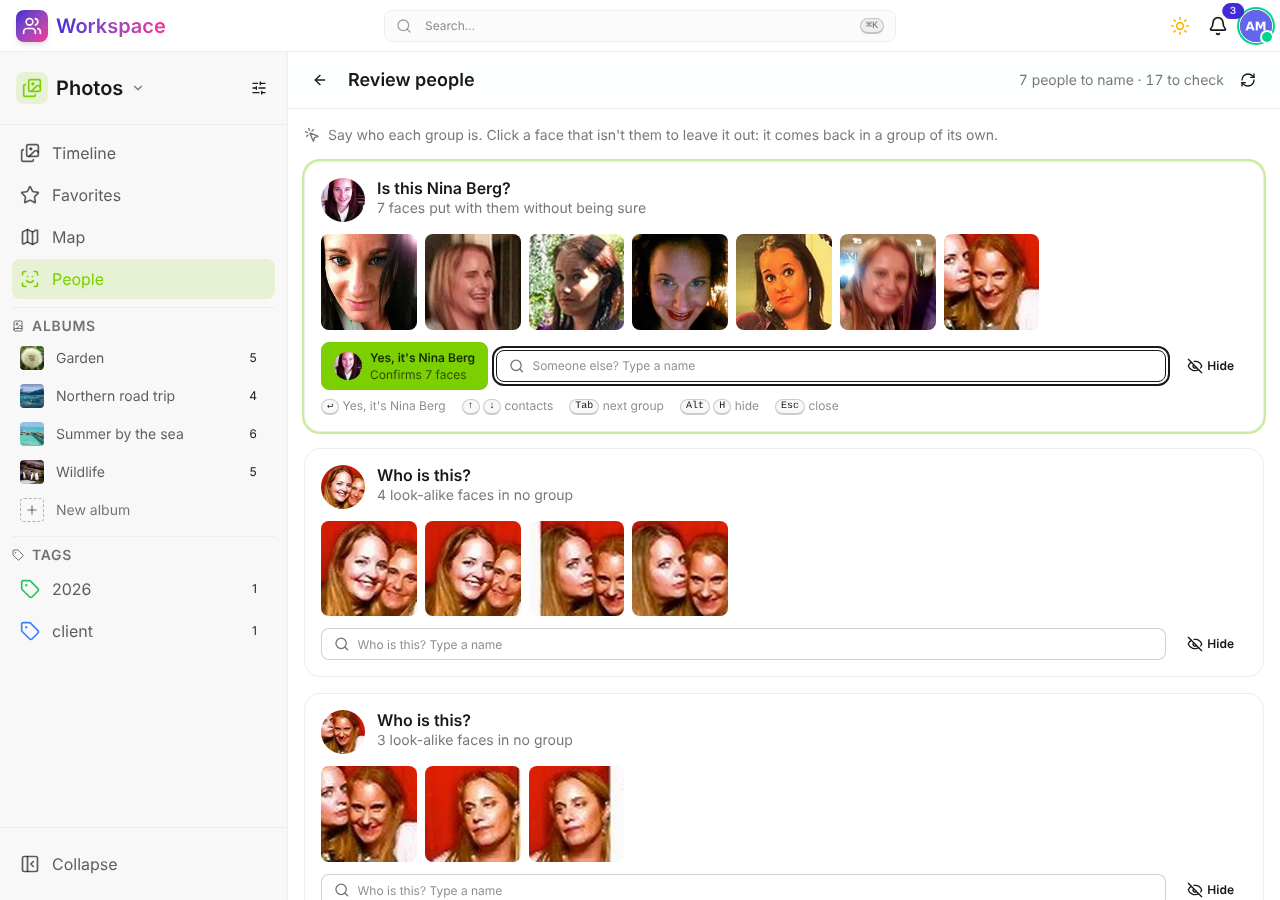 Workspace
Search...
⌘K
3
AM
Photos
Review people
7 people to name · 17 to check
Timeline
Favorites
Map
People
ALBUMS
Garden 5
Northern road trip 4
Summer by the sea 6
Wildlife 5
New album
TAGS
2026 1
client 1
Collapse
Say who each group is. Click a face that isn't them to leave it out: it comes back in a group of its own.
Is this Nina Berg?
7 faces put with them without being sure
Yes, it's Nina Berg
Confirms 7 faces
Someone else? Type a name
Hide
↵ Yes, it's Nina Berg ↑ ↓ contacts Tab next group Alt H hide Esc close
Who is this?
4 look-alike faces in no group
Who is this? Type a name
Hide
Who is this?
3 look-alike faces in no group
Who is this? Type a name
Hide